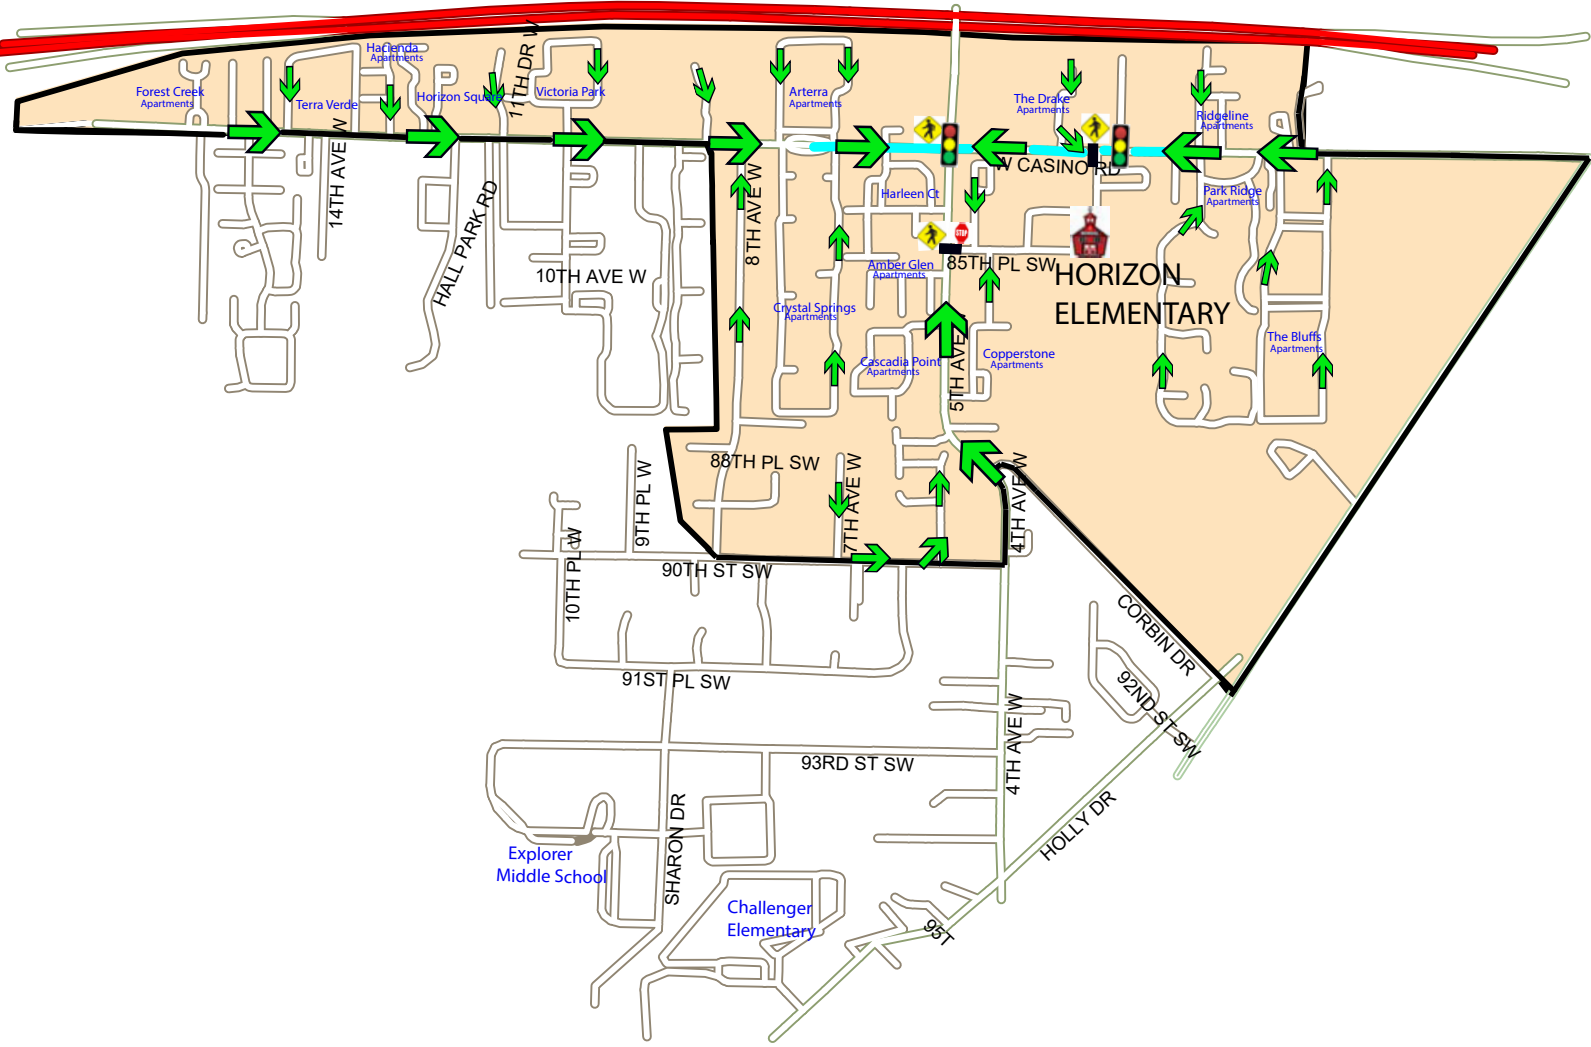 Hacienda
Apartments
11TH DR W
Forest Creek
Apartments
Terra Verde
Horizon Square
Victoria Park
Arterra
Apartments
The Drake
Apartments
Ridgeline
Apartments
14TH AVE W
HALL PARK RD
10TH AVE W
8TH AVE W
W CASINO RD
Harleen Ct
Park Ridge
Apartments
STOP
Amber Glen
Apartments
85TH PL SW
HORIZON
ELEMENTARY
Crystal Springs
Apartments
Cascadia Point
Apartments
5TH AVE
Copperstone
Apartments
The Bluffs
Apartments
88TH PL SW
9TH PL W
7TH AVE W
4TH AVE W
10TH PL W
90TH ST SW
91ST PL SW
CORBIN DR
92ND ST SW
93RD ST SW
4TH AVE W
SHARON DR
HOLLY DR
Explorer
Middle School
Challenger
Elementary
95T